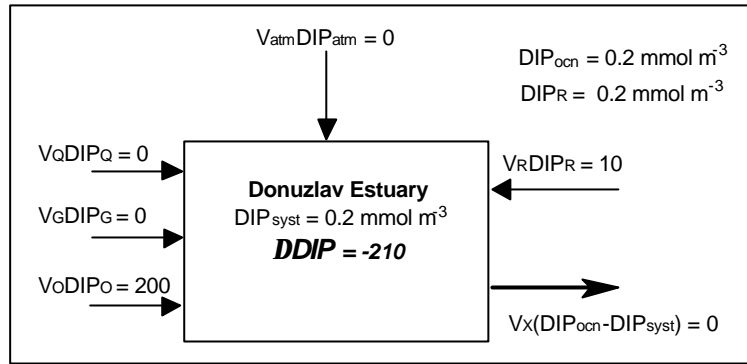 VatmDIPatm = 0
DIPocn = 0.2 mmol m-3
DIPR = 0.2 mmol m-3
VQDIPQ = 0
VRDIPR = 10
Donuzlav Estuary
DIPsyst = 0.2 mmol m-3
VGDIPG = 0
DDIP = -210
VODIPO = 200
VX(DIPocn-DIPsyst) = 0